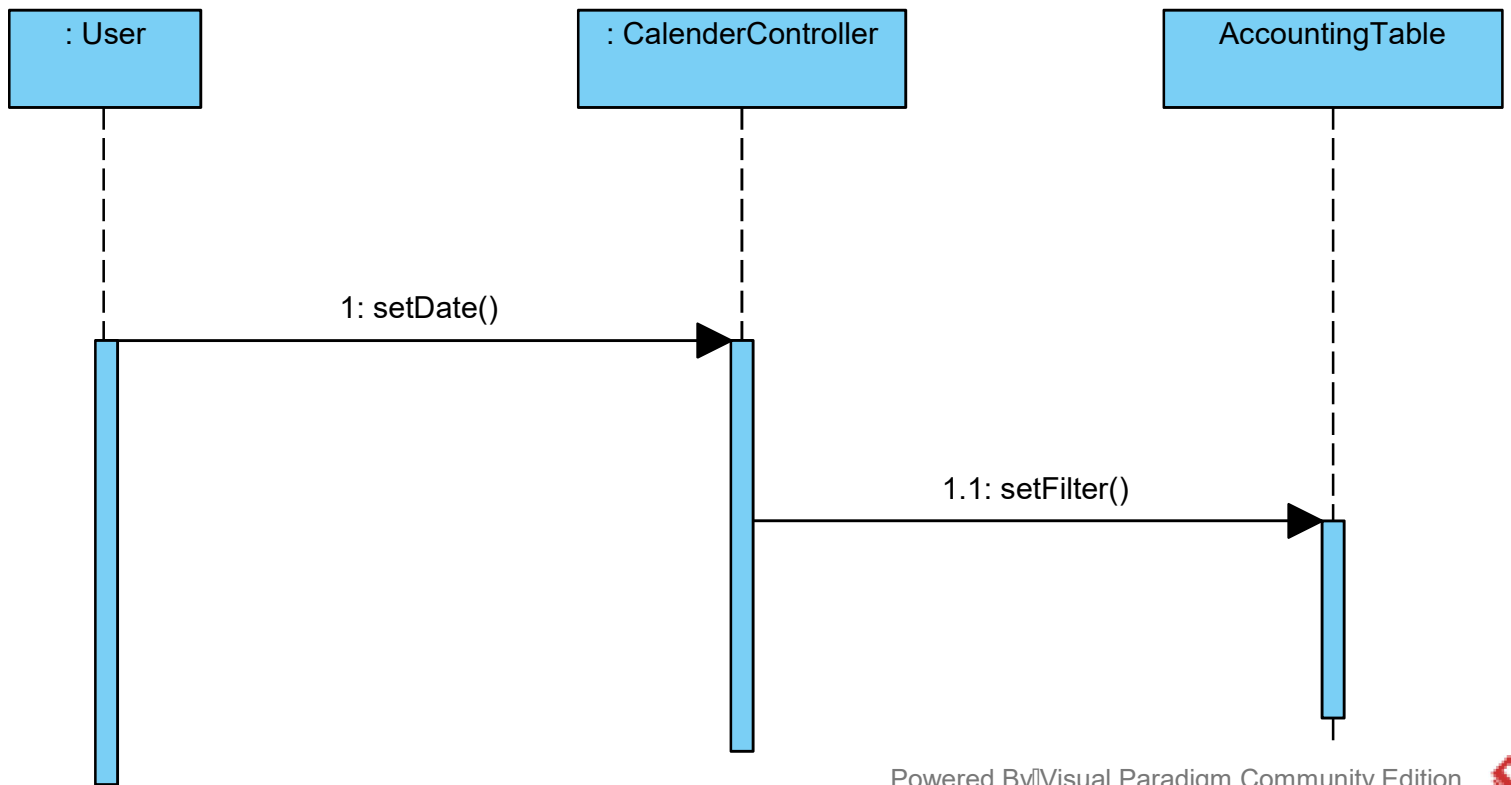 : User
: CalenderController
AccountingTable
1: setDate()
1.1: setFilter()
Powered By Visual Paradigm Community Edition